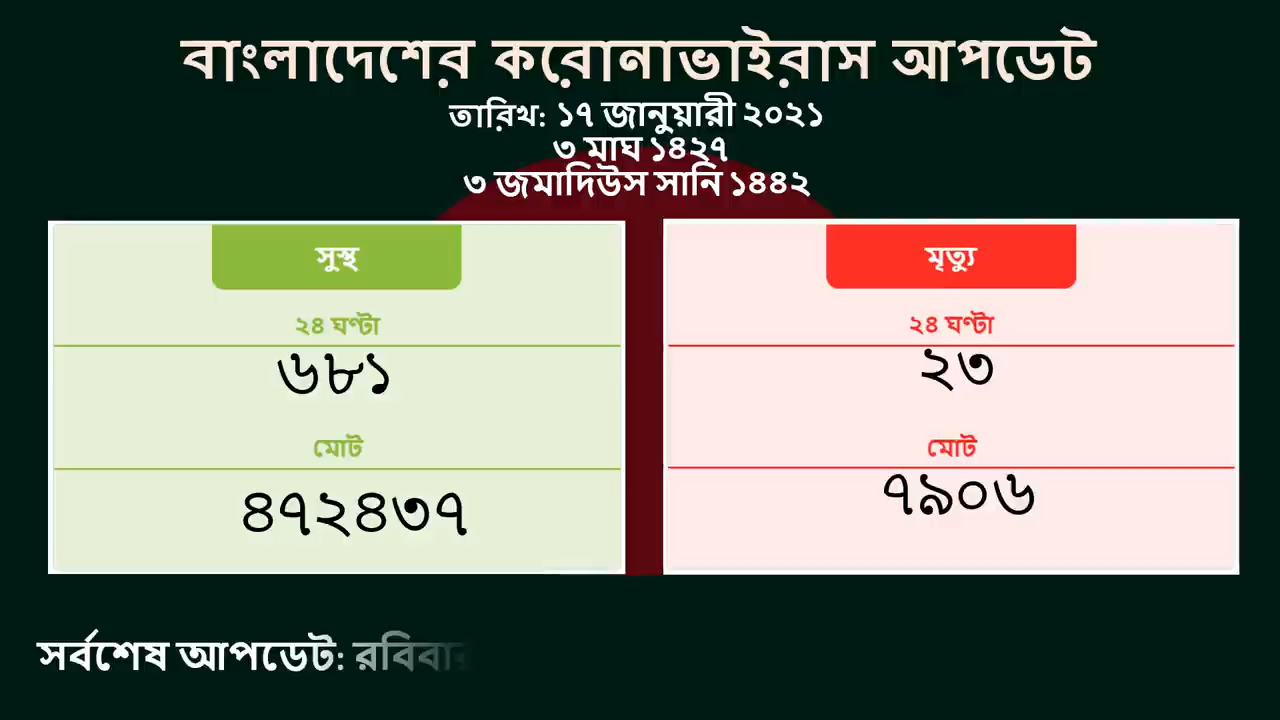 বাংলাদেশের করোনাভাইরাস আপডেট
তারিখ: ১৭ জানুয়ারী ২০২১
৩ মাঘ ১৪২৭
৩ জমাদিউস সানি ১৪৪২
সুস্থ
২৪ ঘণ্টা
৬৮১
মোট
৪৭২৪৩৭
মৃত্যু
২৪ ঘণ্টা
২৩
মোট
৭৯০৬
সর্বশেষ আপডেট: রবিবার